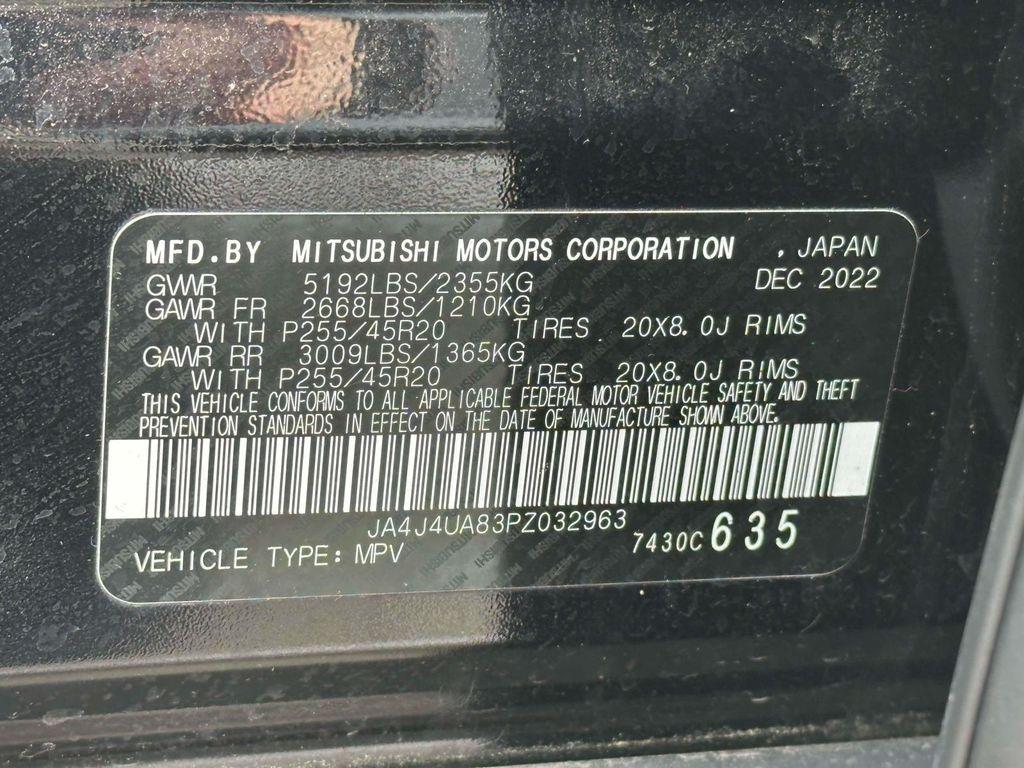 MFD.BY MITSUBISHI MOTORS CORPORATION , JAPAN
GVWR 5192LBS/2355KG DEC 2022
GAWR FR 2668LBS/1210KG
WITH P255/45R20 TIRES, 20X8.0J RIMS
GAWR RR 3009LBS/1365KG
WITH P255/45R20 TIRES, 20X8.0J RIMS
THIS VEHICLE CONFORMS TO ALL APPLICABLE FEDERAL MOTOR VEHICLE SAFETY AND THEFT
PREVENTION STANDARDS IN EFFECT ON THE DATE OF MANUFACTURE SHOWN ABOVE.
JA4J4UA83PZ032963
VEHICLE TYPE: MPV 7430C 635